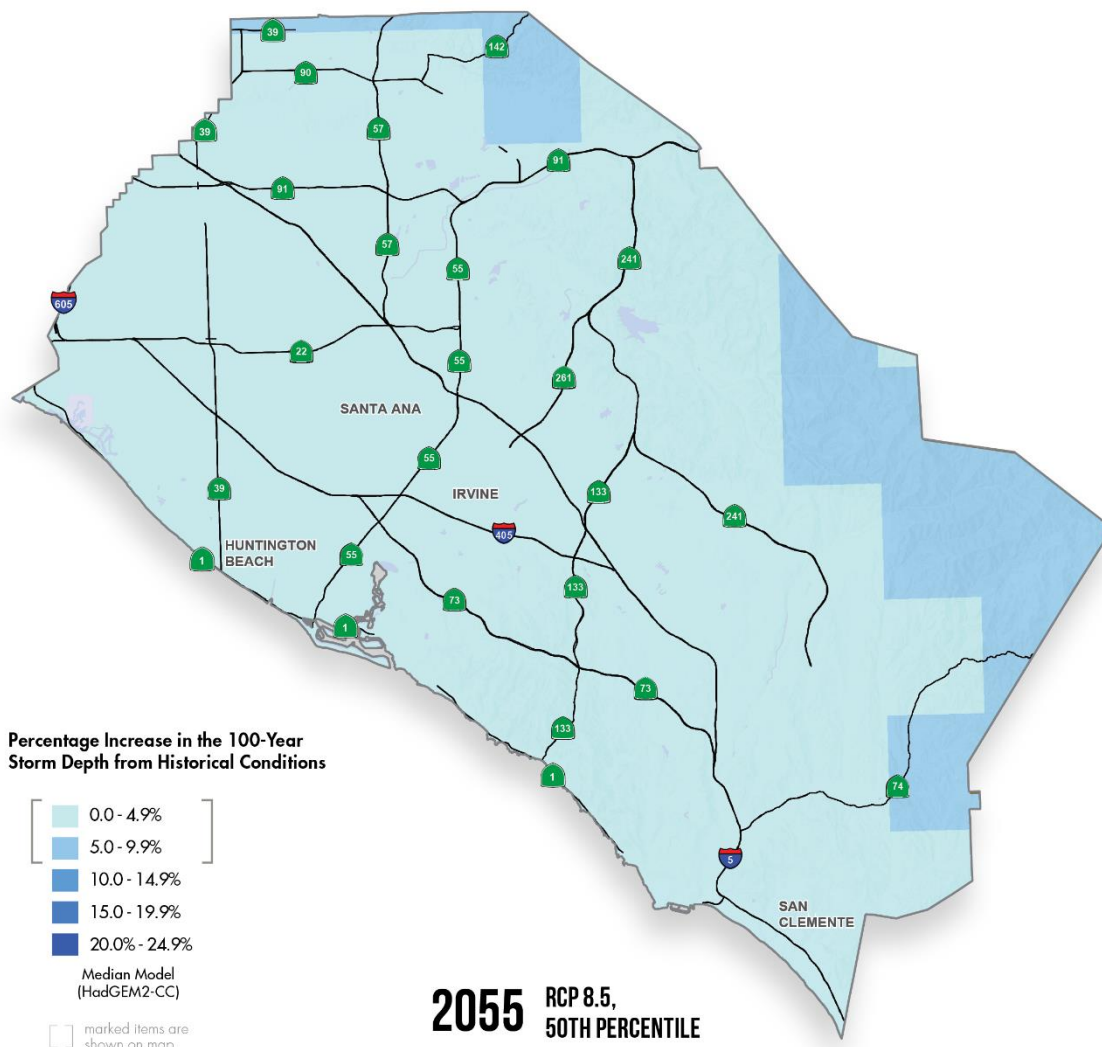 39
142
90
39
57
91
91
57
241
55
605
22
55
261
SANTA ANA
55
39
IRVINE
133
241
405
HUNTINGTON
BEACH
1
55
133
73
1
73
133
1
74
5
SAN
CLEMENTE
Percentage Increase in the 100-Year
Storm Depth from Historical Conditions
0.0 - 4.9%
5.0 - 9.9%
10.0 - 14.9%
15.0 - 19.9%
20.0% - 24.9%
Median Model
(HadGEM2-CC)
marked items are
shown on map
2055 RCP 8.5,
50TH PERCENTILE